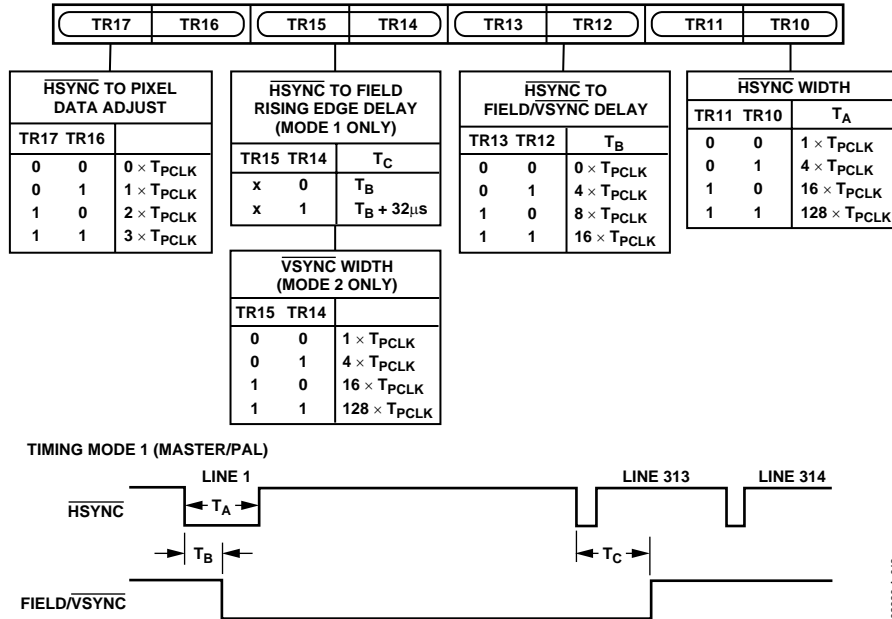 TR17 TR16 TR15 TR14 TR13 TR12 TR11 TR10
HSYNC TO PIXEL
DATA ADJUST
TR17 TR16
0 0 0 × TPCLK
0 1 1 × TPCLK
1 0 2 × TPCLK
1 1 3 × TPCLK
HSYNC TO FIELD
RISING EDGE DELAY
(MODE 1 ONLY)
TR15 TR14 TC
x 0 TB
x 1 TB + 32μs
VSYNC WIDTH
(MODE 2 ONLY)
TR15 TR14
0 0 1 × TPCLK
0 1 4 × TPCLK
1 0 16 × TPCLK
1 1 128 × TPCLK
HSYNC TO
FIELD/VSYNC DELAY
TR13 TR12 TB
0 0 0 × TPCLK
0 1 4 × TPCLK
1 0 8 × TPCLK
1 1 16 × TPCLK
HSYNC WIDTH
TR11 TR10 TA
0 0 1 × TPCLK
0 1 4 × TPCLK
1 0 16 × TPCLK
1 1 128 × TPCLK
TIMING MODE 1 (MASTER/PAL)
LINE 1 LINE 313 LINE 314
HSYNC
TA
TB
TC
FIELD/VSYNC